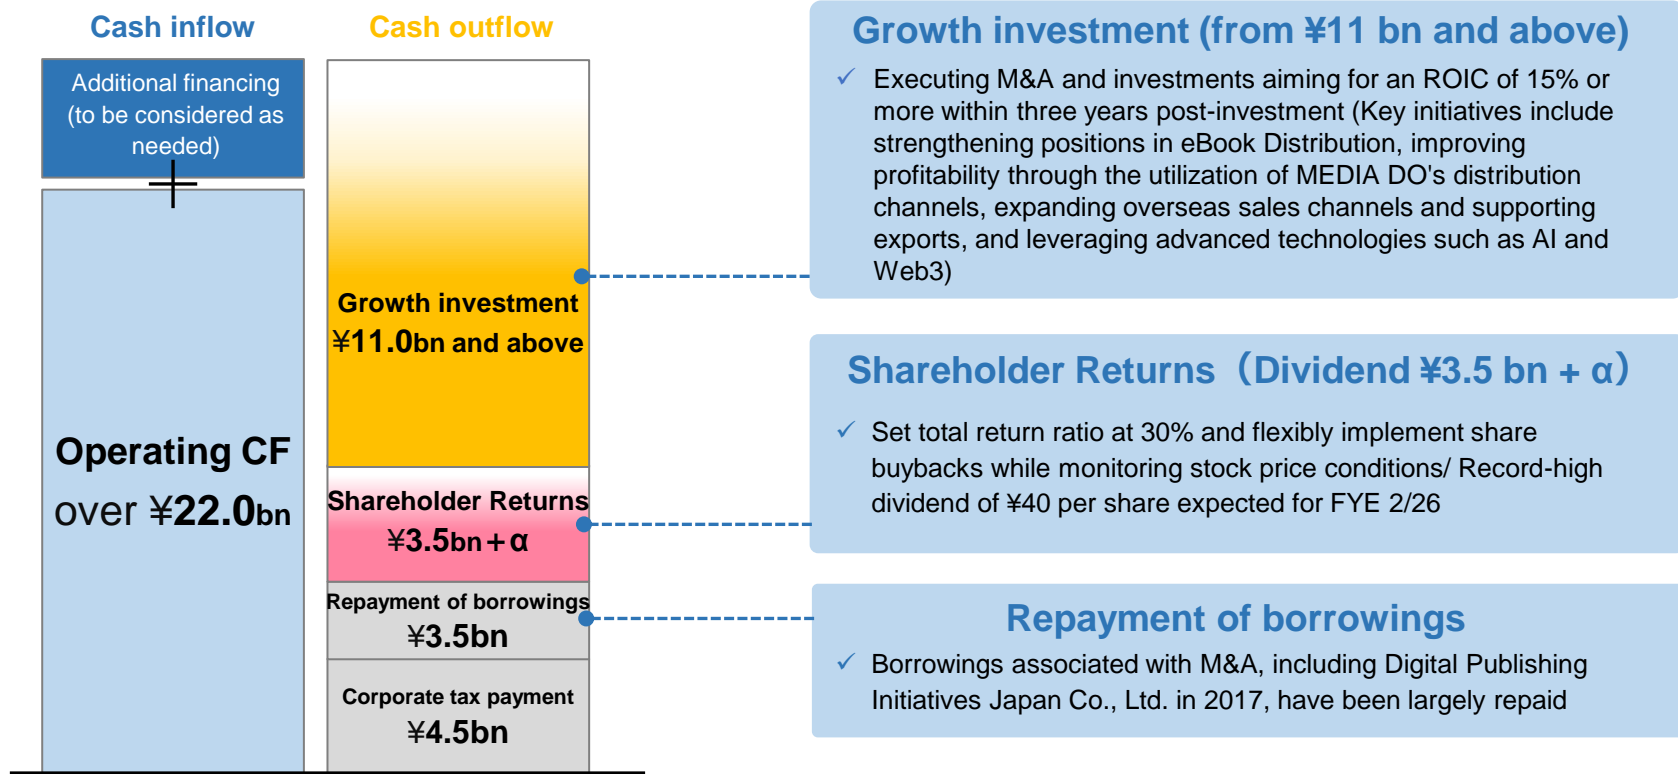 Cash inflow
Additional financing
(to be considered as
needed)
Operating CF
over ¥22.0bn
Cash outflow
Growth investment
¥11.0bn and above
Shareholder Returns
¥3.5bn＋α
Repayment of borrowings
¥3.5bn
Corporate tax payment
¥4.5bn
Growth investment (from ¥11 bn and above)
✓ Executing M&A and investments aiming for an ROIC of 15% or
more within three years post-investment (Key initiatives include
strengthening positions in eBook Distribution, improving
profitability through the utilization of MEDIA DO's distribution
channels, expanding overseas sales channels and supporting
exports, and leveraging advanced technologies such as AI and
Web3)
Shareholder Returns（Dividend ¥3.5 bn + α）
✓ Set total return ratio at 30% and flexibly implement share
buybacks while monitoring stock price conditions/ Record-high
dividend of ¥40 per share expected for FYE 2/26
Repayment of borrowings
✓ Borrowings associated with M&A, including Digital Publishing
Initiatives Japan Co., Ltd. in 2017, have been largely repaid